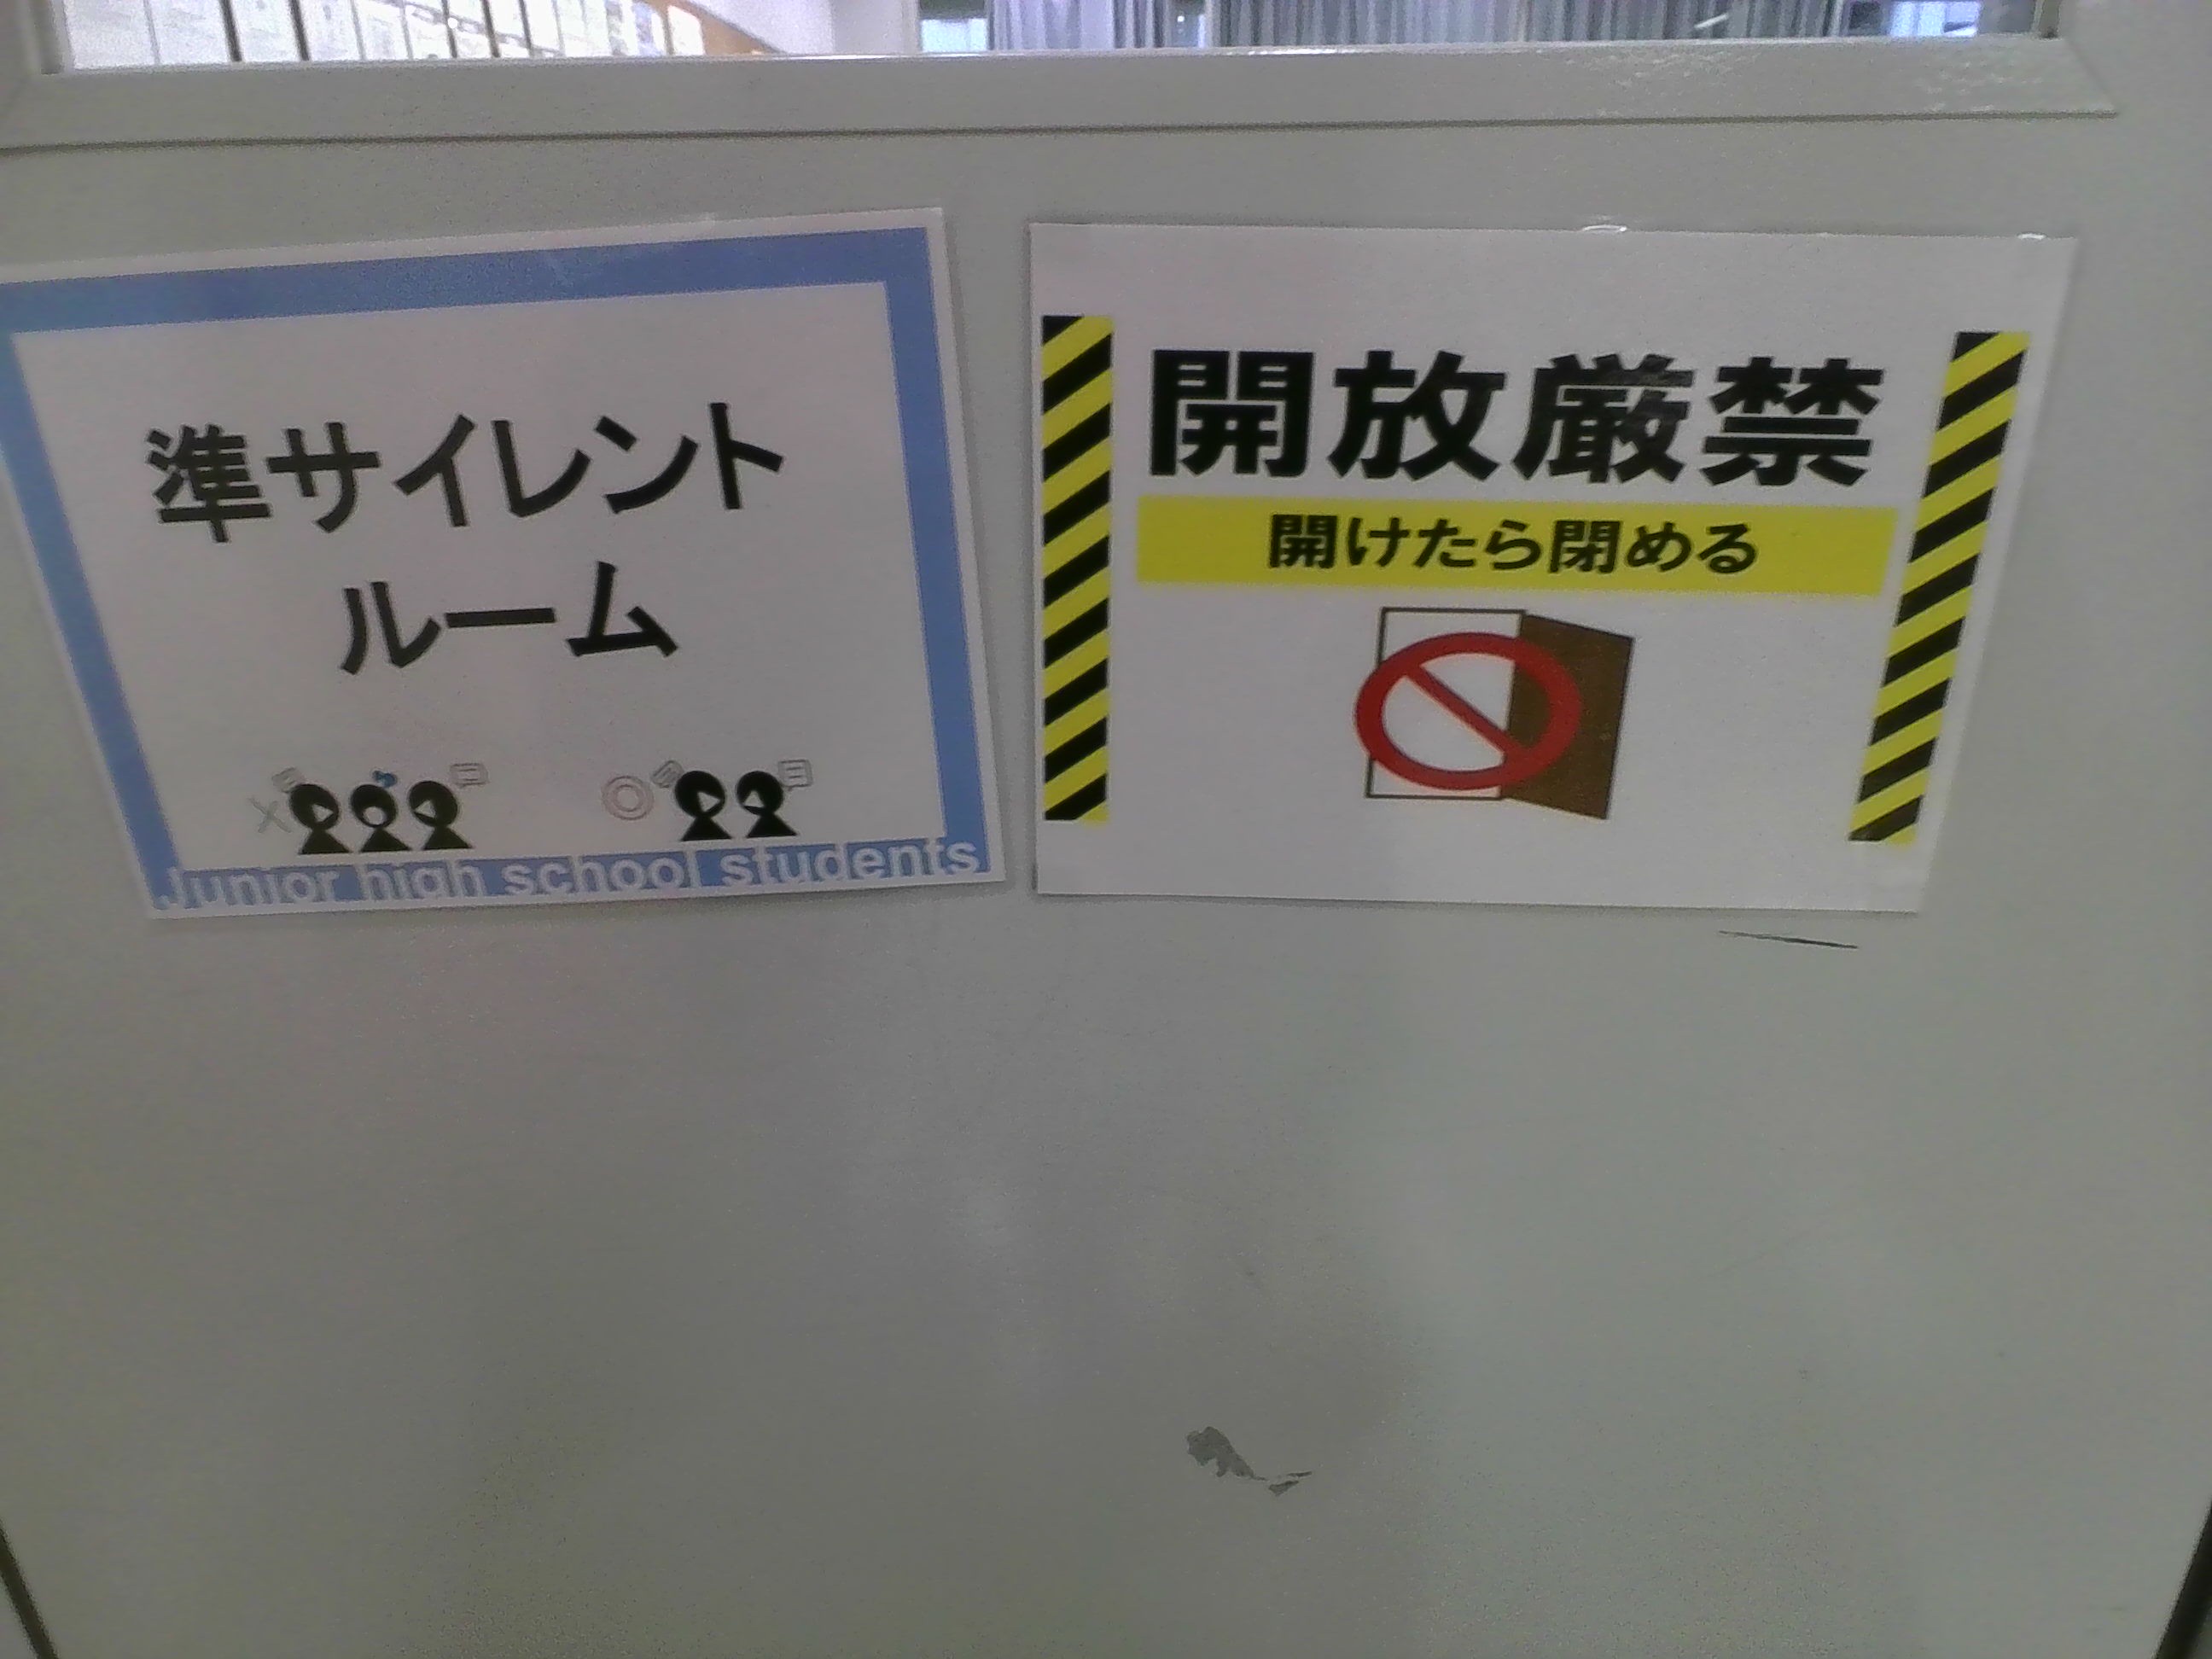 準サイレント
ルーム
Junior high school students
開放厳禁
開けたら閉める